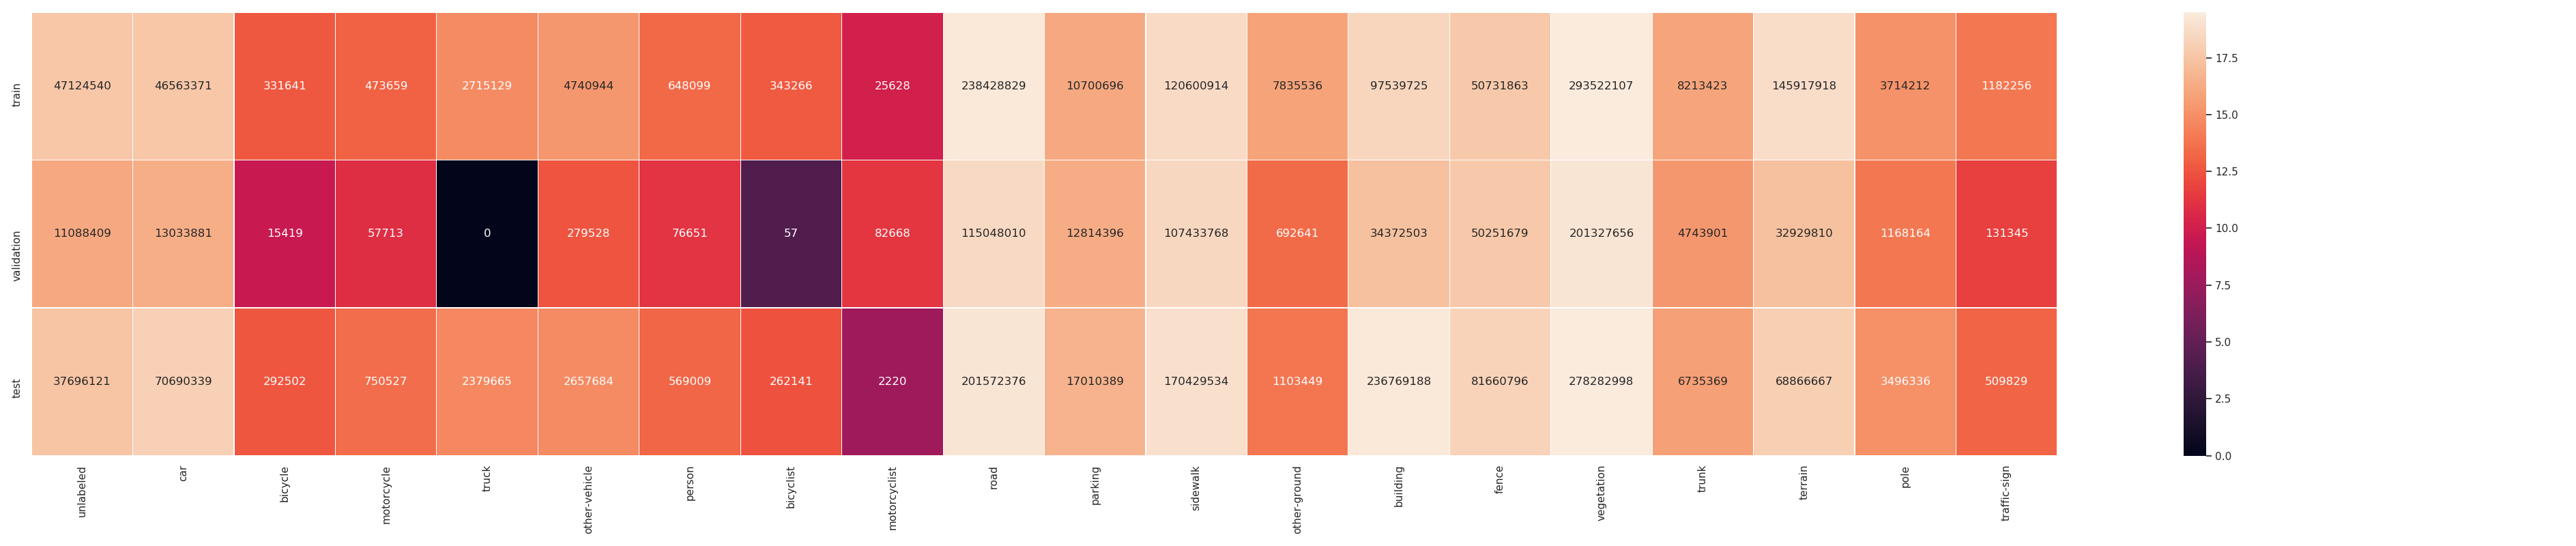 train 47124540 46563371 331641 473659 2715129 4740944 648099 343266 25628 238428829 10700696 120600914 7835536 97539725 50731863 293522107 8213423 145917918 3714212 1182256
validation 11088409 13033881 15419 57713 0 279528 76651 57 82668 115048010 12814396 107433768 692641 34372503 50251679 201327656 4743901 32929810 1168164 131345
test 37696121 70690339 292502 750527 2379665 2657684 569009 262141 2220 201572376 17010389 170429534 1103449 236769188 81660796 278282998 6735369 68866667 3496336 509829
unlabeled car bicycle motorcycle truck other-vehicle person bicyclist motorcyclist road parking sidewalk other-ground building fence vegetation trunk terrain pole traffic-sign
17.5
15.0
12.5
10.0
7.5
5.0
2.5
0.0